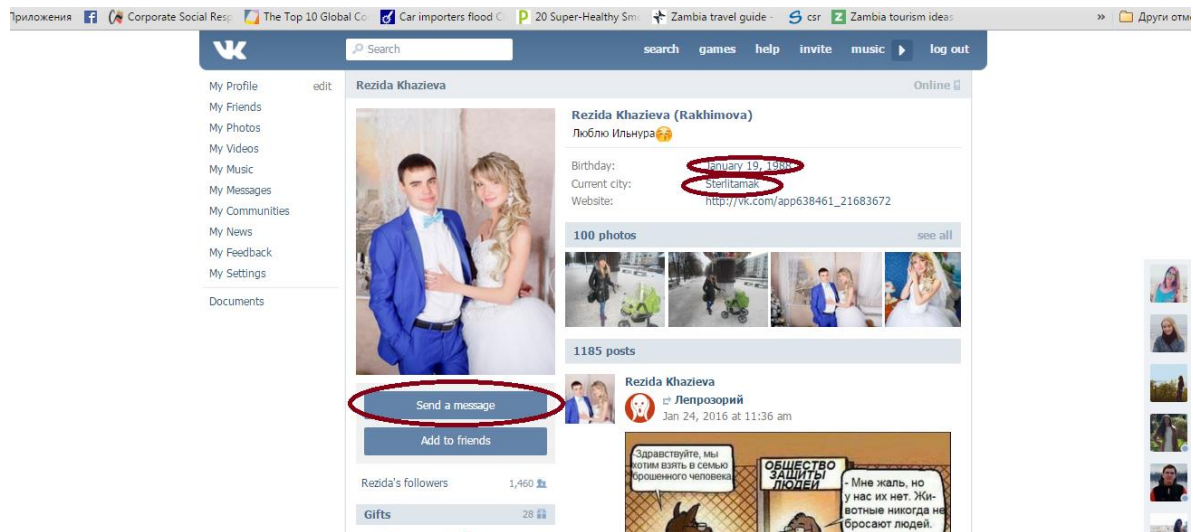 Приложения Corporate Social Resp The Top 10 Global Co Car importers flood C 20 Super-Healthy Sm Zambia travel guide - csr Zambia tourism ideas » Други отм
Search search games help invite music log out
My Profile edit
My Friends
My Photos
My Videos
My Music
My Messages
My Communities
My News
My Feedback
My Settings
Documents
Rezida Khazieva Online
Send a message
Add to friends
Rezida's followers 1,460
Gifts 28
Rezida Khazieva (Rakhimova)
Люблю Ильнура
Birthday: January 19, 1988
Current city: Sterlitamak
Website: http://vk.com/app638461_21683672
100 photos see all
1185 posts
Rezida Khazieva
Лепрозорий
Jan 24, 2016 at 11:36 am
-Здравствуйте, мы
хотим взять в семью
брошенного человека
ОБЩЕСТВО
ЗАЩИТЫ
ЛЮДЕЙ
- Мне жаль, но
у нас их нет. Жи-
вотные никогда не
бросают людей.